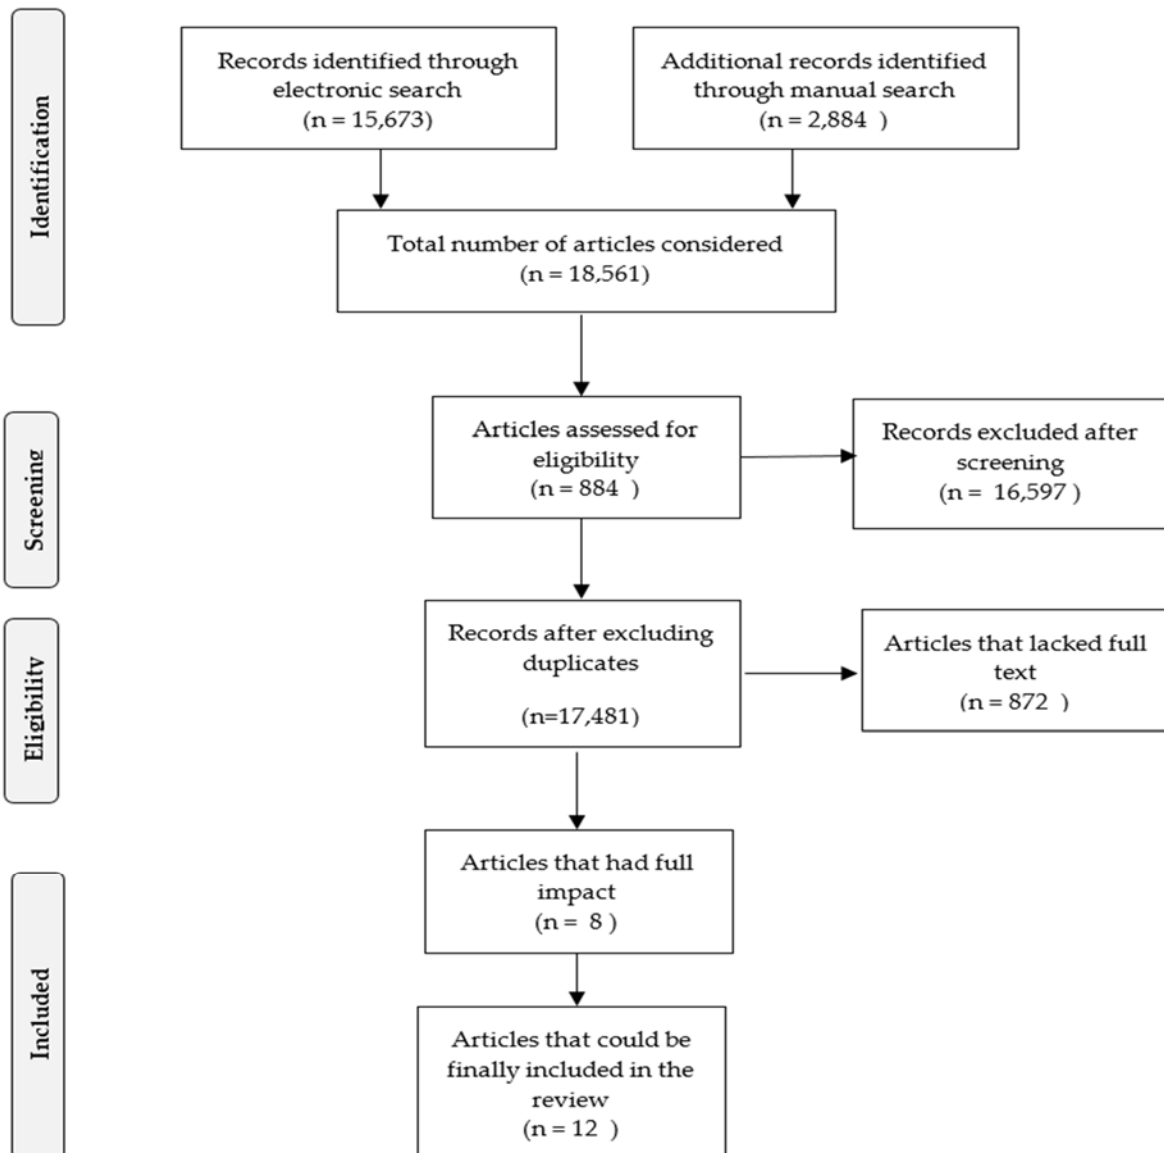 Identification
Records identified through
electronic search
(n = 15,673)
Additional records identified
through manual search
(n = 2,884 )
Total number of articles considered
(n = 18,561)
Screening
Articles assessed for
eligibility
(n = 884 )
Records excluded after
screening
(n = 16,597 )
Eligibility
Records after excluding
duplicates
(n=17,481)
Articles that lacked full
text
(n = 872 )
Included
Articles that had full
impact
(n = 8 )
Articles that could be
finally included in the
review
(n = 12 )